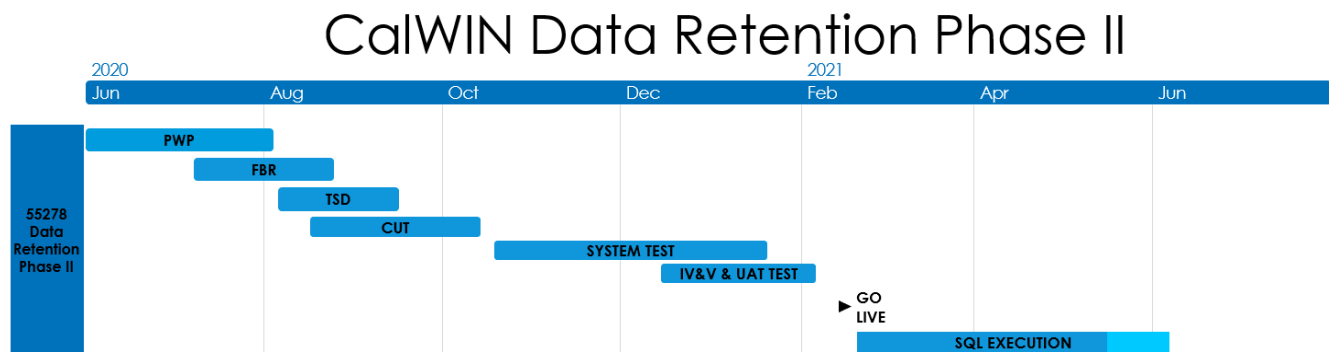 CalWIN Data Retention Phase II
2020 2021
Jun Aug Oct Dec Feb Apr Jun
PWP
FBR
TSD
CUT
55278
Data
Retention
Phase II
SYSTEM TEST
IV&V & UAT TEST
GO
LIVE
SQL EXECUTION